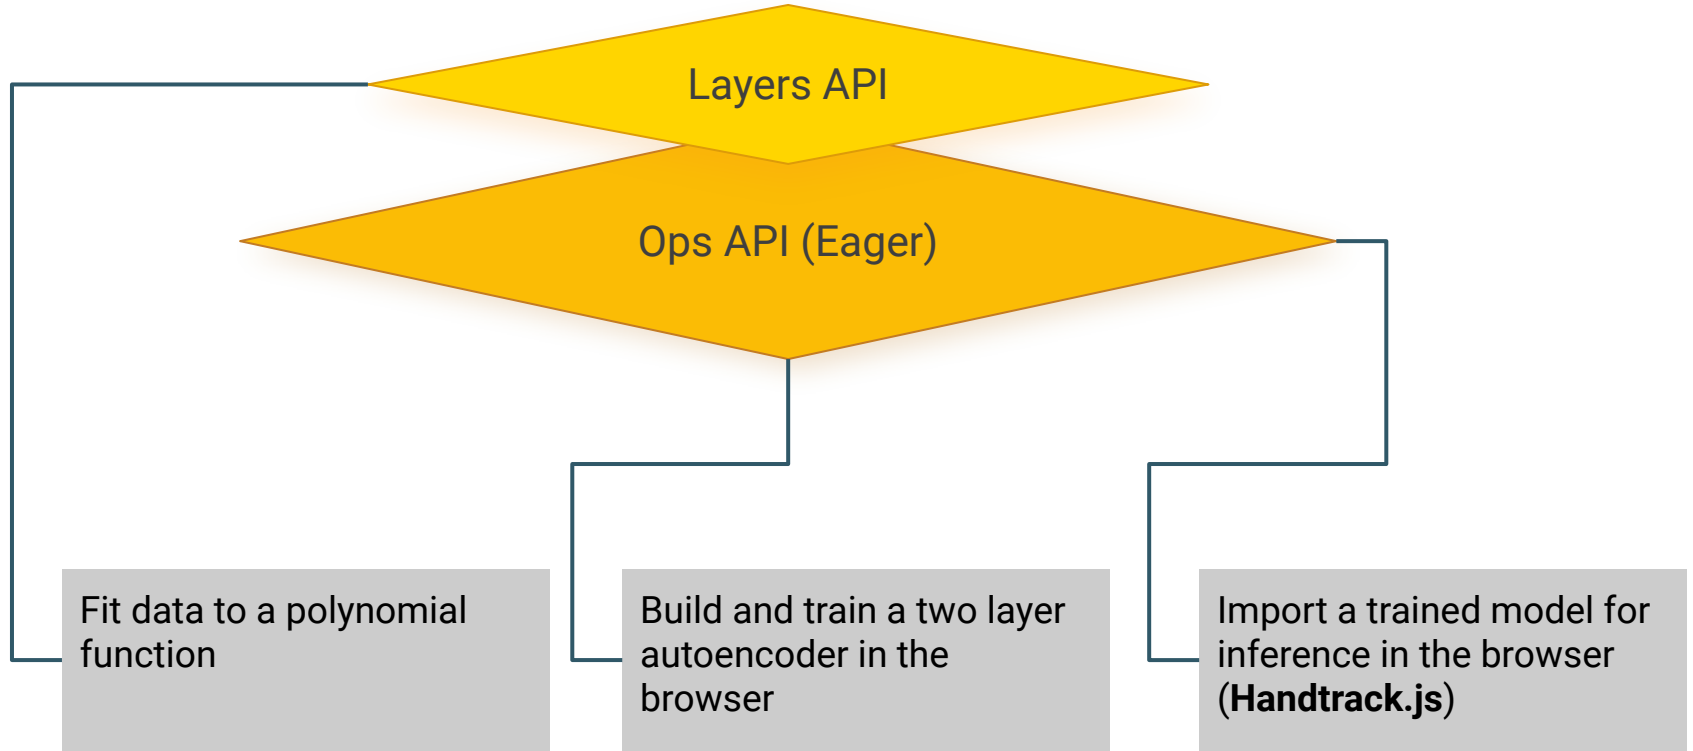 Layers API
Ops API (Eager)
Fit data to a polynomial
function
Build and train a two layer
autoencoder in the
browser
Import a trained model for
inference in the browser
(Handtrack.js)